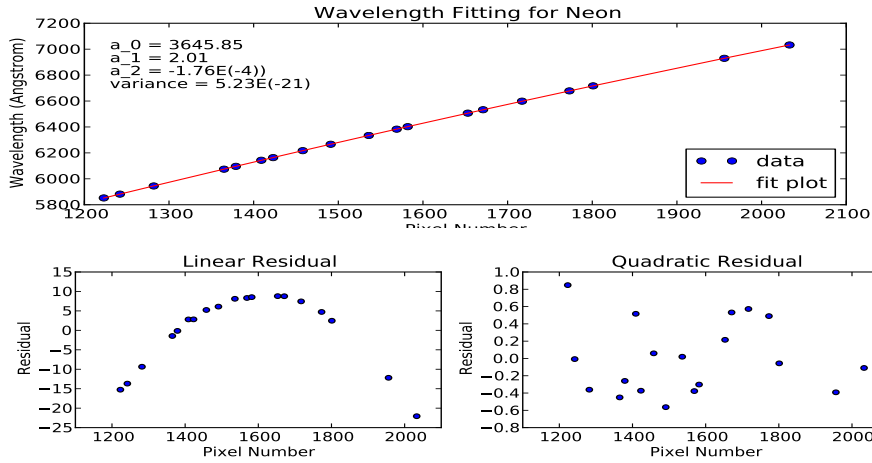 Wavelength Fitting for Neon
7200
7000
6800
6600
6400
6200
6000
5800
Wavelength (Angstrom)
a_0 = 3645.85
a_1 = 2.01
a_2 = -1.76E(-4))
variance = 5.23E(-21)
data
fit plot
1200 1300 1400 1500 1600 1700 1800 1900 2000 2100
Pixel Number
Linear Residual
15
10
5
0
−5
−10
−15
−20
−25
Residual
1200 1400 1600 1800 2000
Pixel Number
Quadratic Residual
1.0
0.8
0.6
0.4
0.2
0.0
−0.2
−0.4
−0.6
−0.8
Residual
1200 1400 1600 1800 2000
Pixel Number